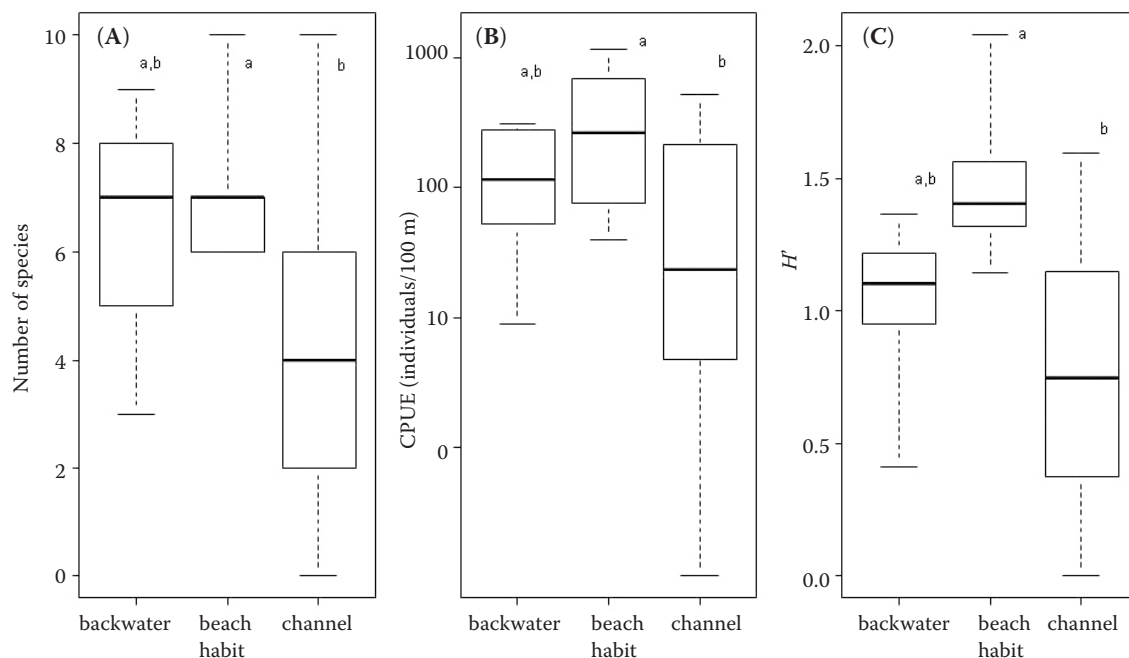 (A)
Number of species
10
8
6
4
2
0
a,b
a
b
backwater
beach
channel
habit
(B)
CPUE (individuals/100 m)
1000
100
10
0
a,b
a
b
backwater
beach
channel
habit
(C)
H'
2.0
1.5
1.0
0.5
0.0
a,b
a
b
backwater
beach
channel
habit